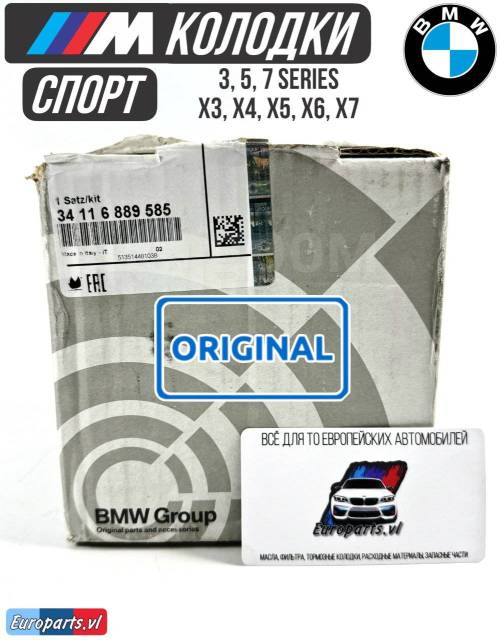 M КОЛОДКИ
СПОРТ
3, 5, 7 SERIES
X3, X4, X5, X6, X7
BMW
1 Satz/kit
34 11 6 889 585
Made in Italy - IT
02
EAC
ORIGINAL
BMW Group
Original parts and accessories
ВСЁ ДЛЯ ТО ЕВРОПЕЙСКИХ АВТОМОБИЛЕЙ
Europarts.vl
МАСЛА, ФИЛЬТРА, ТОРМОЗНЫЕ КОЛОДКИ, РАСХОДНЫЕ МАТЕРИАЛЫ, ЗАПАСНЫЕ ЧАСТИ
Europarts.vl